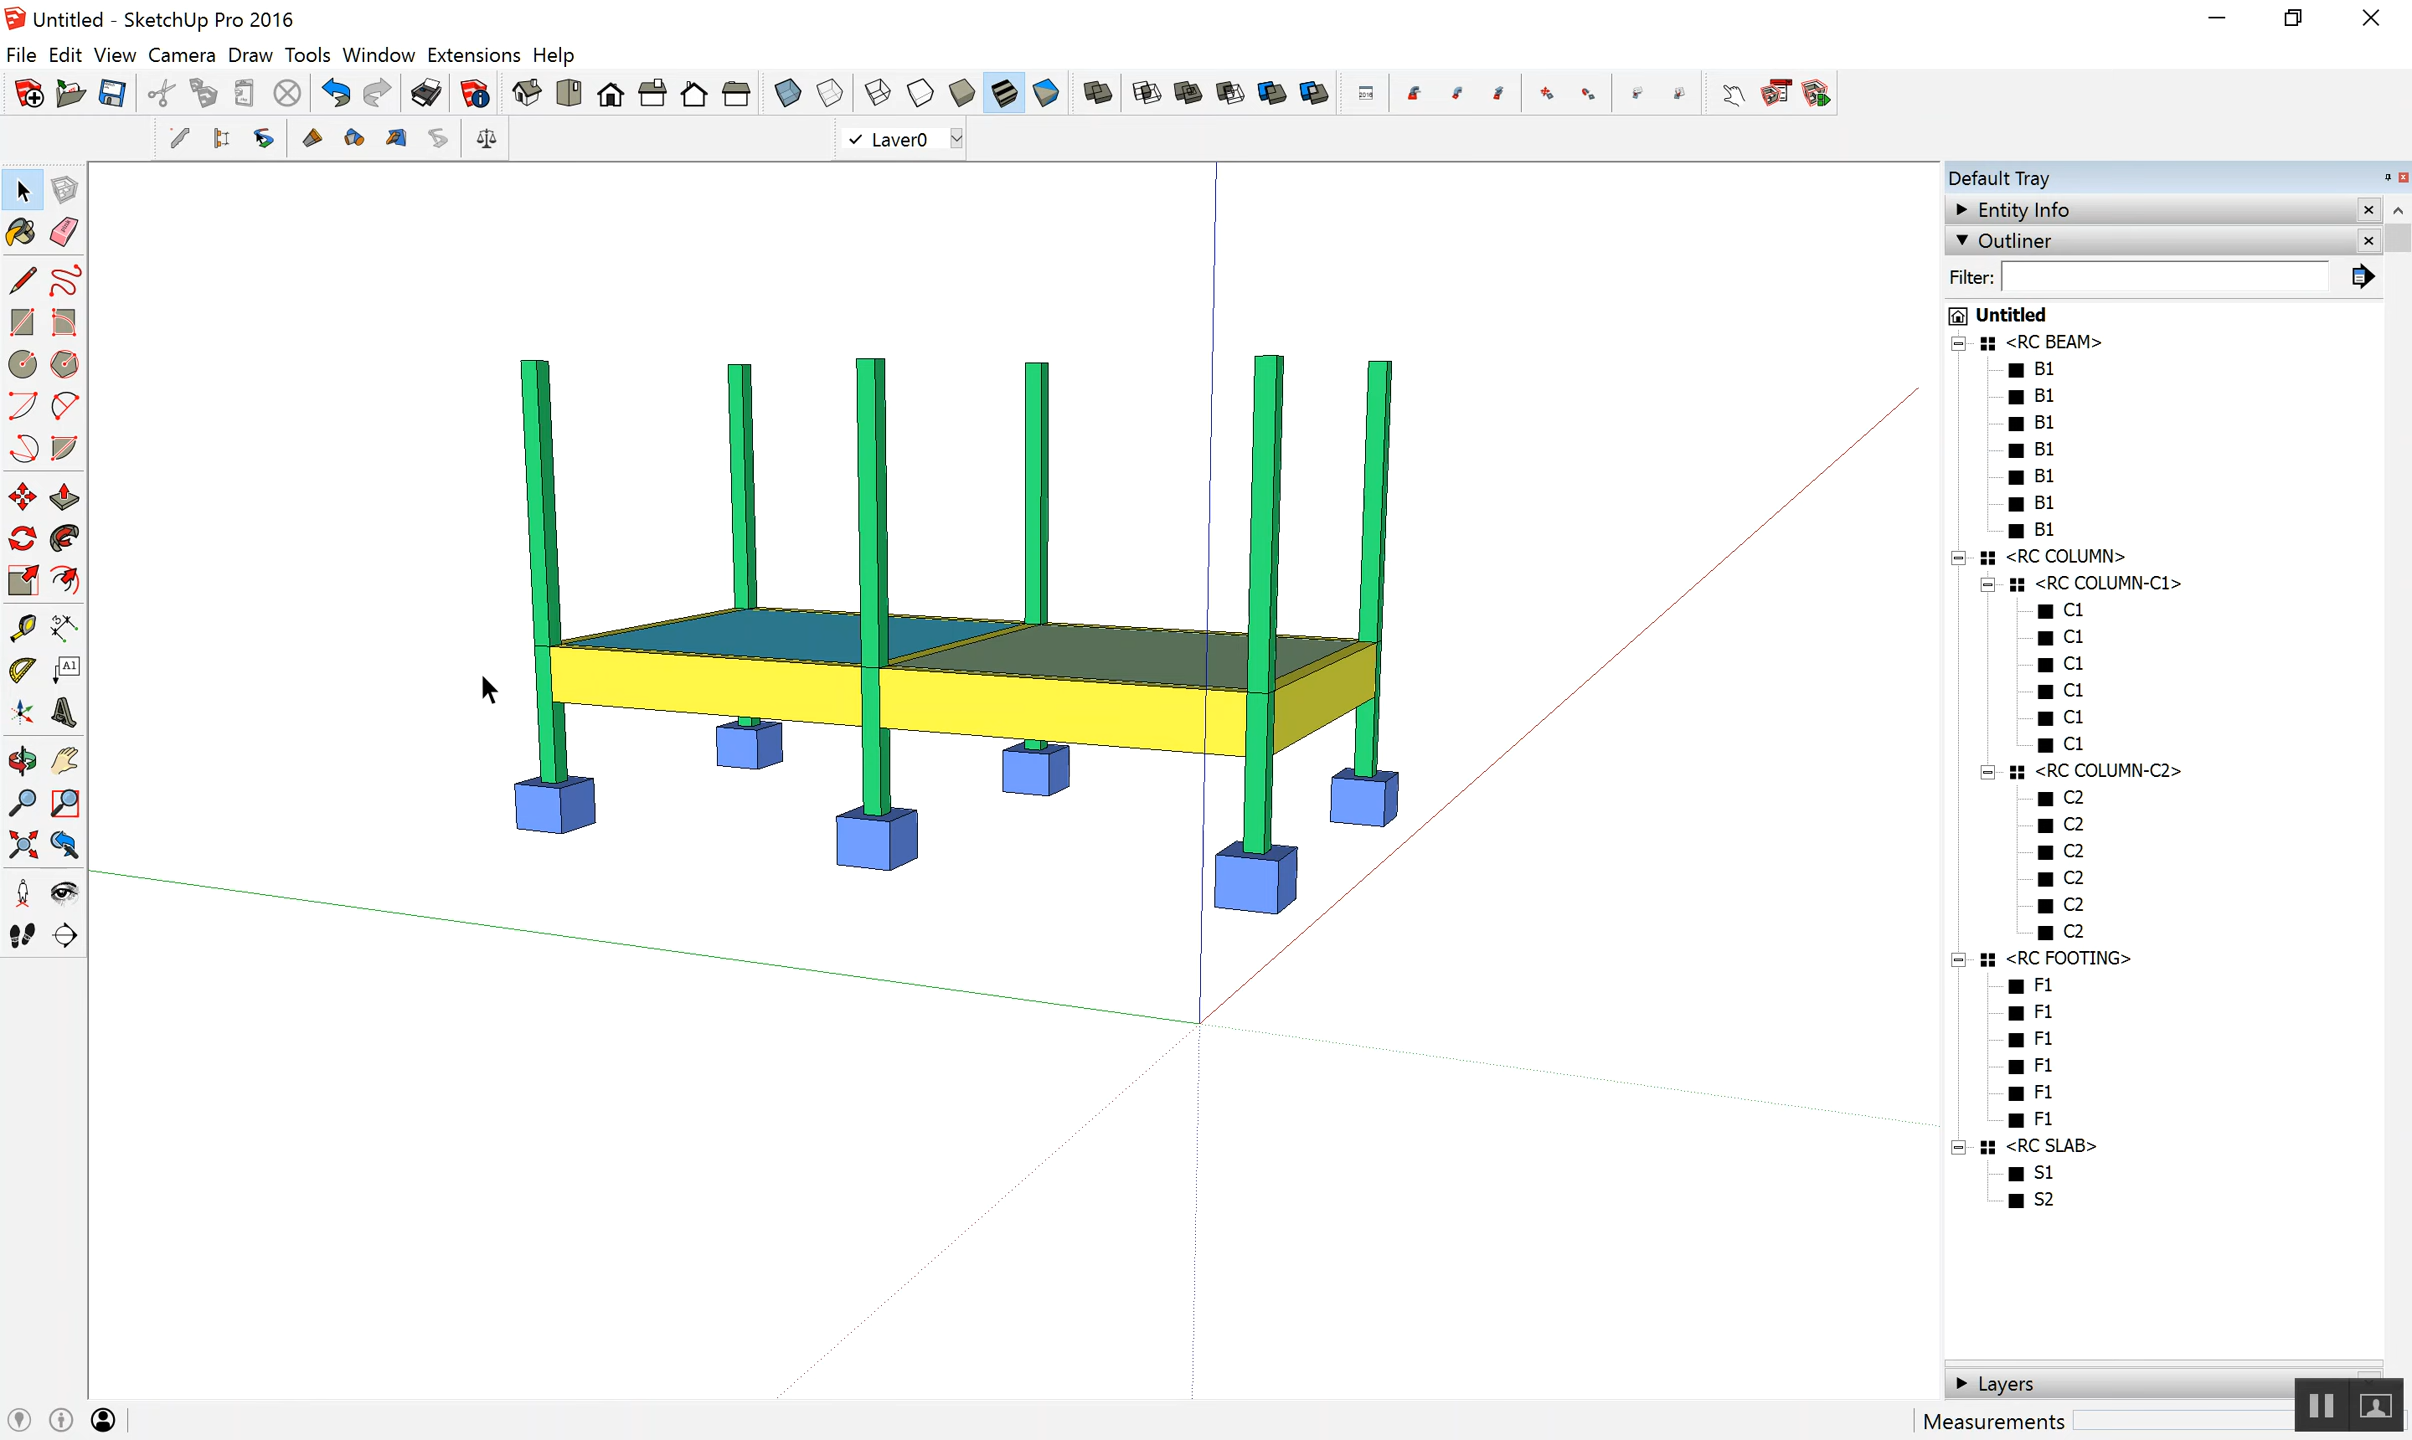 Untitled - SketchUp Pro 2016
File Edit View Camera Draw Tools Window Extensions Help
Layer0
Default Tray
Entity Info
Outliner
Filter:
Untitled
<RC BEAM>
B1
B1
B1
B1
B1
B1
B1
<RC COLUMN>
<RC COLUMN-C1>
C1
C1
C1
C1
C1
C1
<RC COLUMN-C2>
C2
C2
C2
C2
C2
C2
<RC FOOTING>
F1
F1
F1
F1
F1
F1
<RC SLAB>
S1
S2
Layers
Measurements
A1